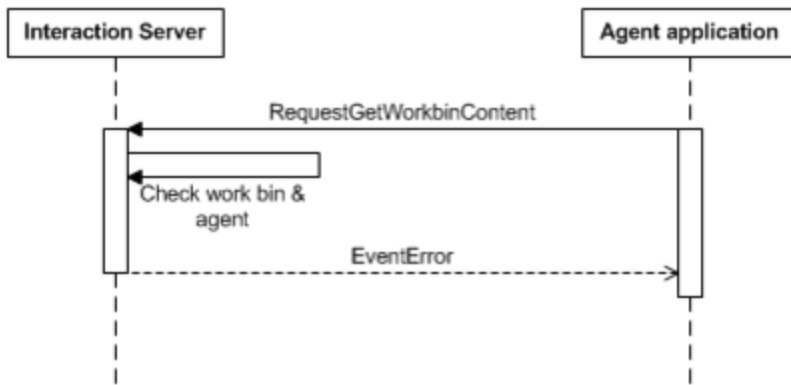 Interaction Server
Agent application
RequestGetWorkbinContent
Check work bin &
agent
EventError